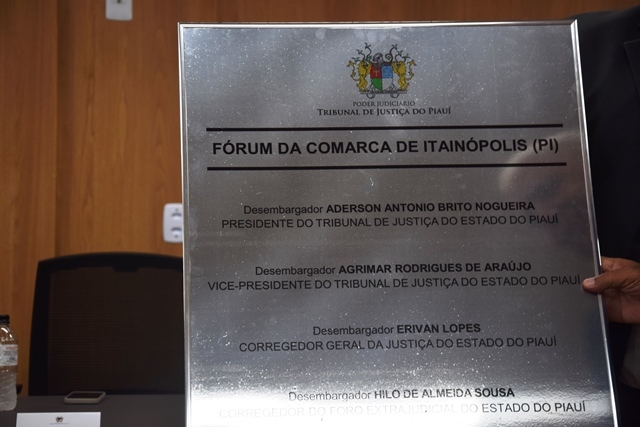 PODER JUDICIÁRIO
TRIBUNAL DE JUSTIÇA DO PIAUÍ
FÓRUM DA COMARCA DE ITAINÓPOLIS (PI)
Desembargador ADERSON ANTONIO BRITO NOGUEIRA
PRESIDENTE DO TRIBUNAL DE JUSTIÇA DO ESTADO DO PIAUÍ
Desembargador AGRIMAR RODRIGUES DE ARAÚJO
VICE-PRESIDENTE DO TRIBUNAL DE JUSTIÇA DO ESTADO DO PIAUÍ
Desembargador ERIVAN LOPES
CORREGEDOR GERAL DA JUSTIÇA DO ESTADO DO PIAUÍ
Desembargador HILO DE ALMEIDA SOUSA
CORREGEDOR DO FORO EXTRAJUDICIAL DO ESTADO DO PIAUÍ